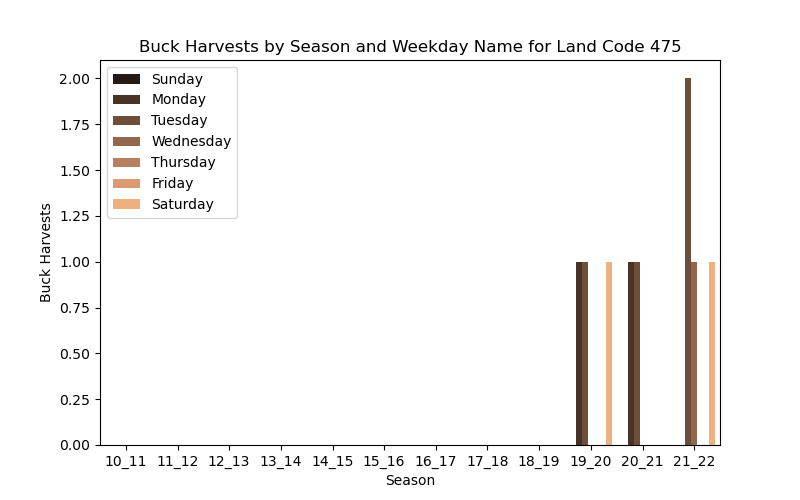 Buck Harvests by Season and Weekday Name for Land Code 475
Buck Harvests
2.00
1.75
1.50
1.25
1.00
0.75
0.50
0.25
0.00
Sunday
Monday
Tuesday
Wednesday
Thursday
Friday
Saturday
10_11 11_12 12_13 13_14 14_15 15_16 16_17 17_18 18_19 19_20 20_21 21_22
Season